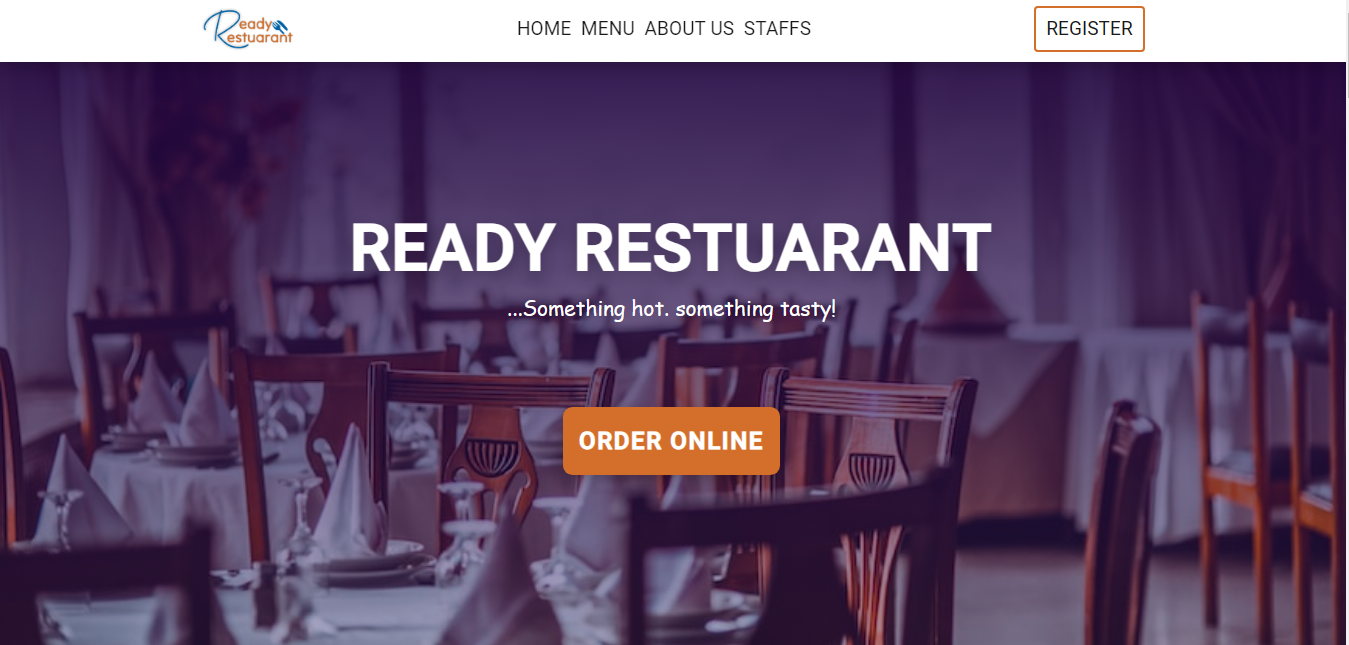 Ready
Restuarant
HOME MENU ABOUT US STAFFS
REGISTER
READY RESTUARANT
...Something hot. something tasty!
ORDER ONLINE